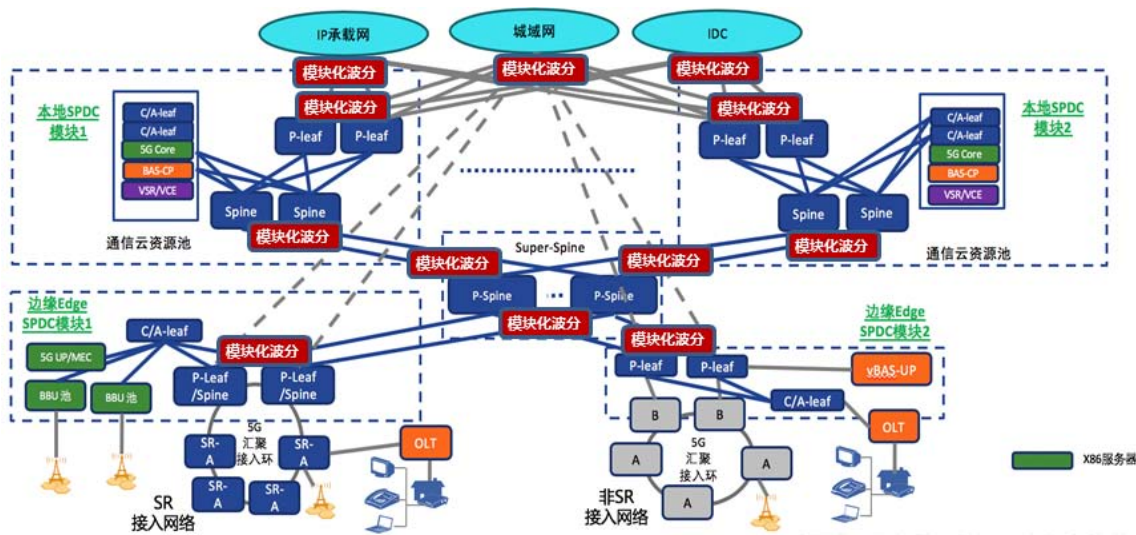 IP承载网
城域网
IDC
模块化波分
模块化波分
模块化波分
模块化波分
模块化波分
本地SPDC
模块1
C/A-leaf
C/A-leaf
5G Core
BAS-CP
VSR/VCE
通信云资源池
P-leaf
P-leaf
Spine
Spine
P-leaf
P-leaf
Spine
Spine
本地SPDC
模块2
C/A-leaf
C/A-leaf
5G Core
BAS-CP
VSR/VCE
通信云资源池
模块化波分
模块化波分
Super-Spine
模块化波分
模块化波分
P-Spine
P-Spine
模块化波分
边缘Edge
SPDC模块1
C/A-leaf
5G UP/MEC
BBU 池
BBU 池
模块化波分
P-Leaf
/Spine
P-Leaf
/Spine
SR-
A
SR-
A
SR-
A
SR-
A
5G
汇聚
接入环
OLT
SR
接入网络
边缘Edge
SPDC模块2
模块化波分
P-leaf
P-leaf
vBAS-UP
C/A-leaf
B
B
A
A
A
5G
汇聚
接入环
OLT
非SR
接入网络
X86服务器